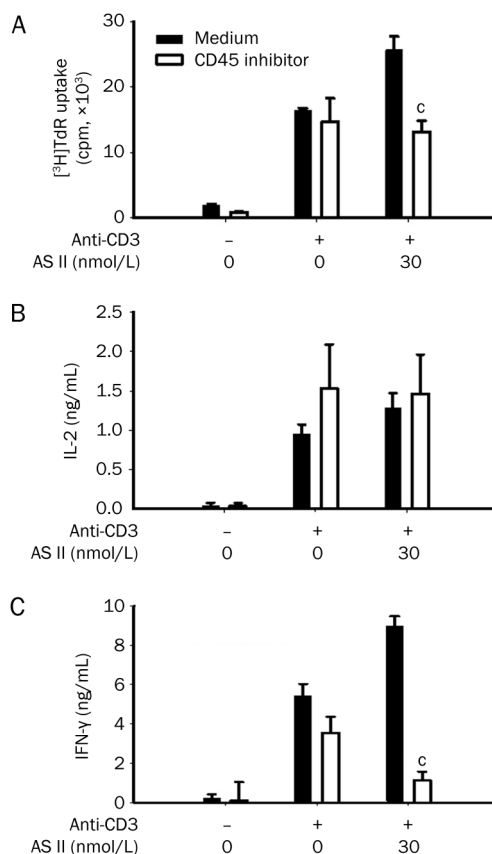 A
[³H]TdR uptake
(cpm, ×10³)
30
20
10
0
Medium
CD45 inhibitor
c
Anti-CD3 – + +
AS II (nmol/L) 0 0 30
B
IL-2 (ng/mL)
2.5
2.0
1.5
1.0
0.5
0.0
Anti-CD3 – + +
AS II (nmol/L) 0 0 30
C
IFN-γ (ng/mL)
10
8
6
4
2
0
c
Anti-CD3 – + +
AS II (nmol/L) 0 0 30